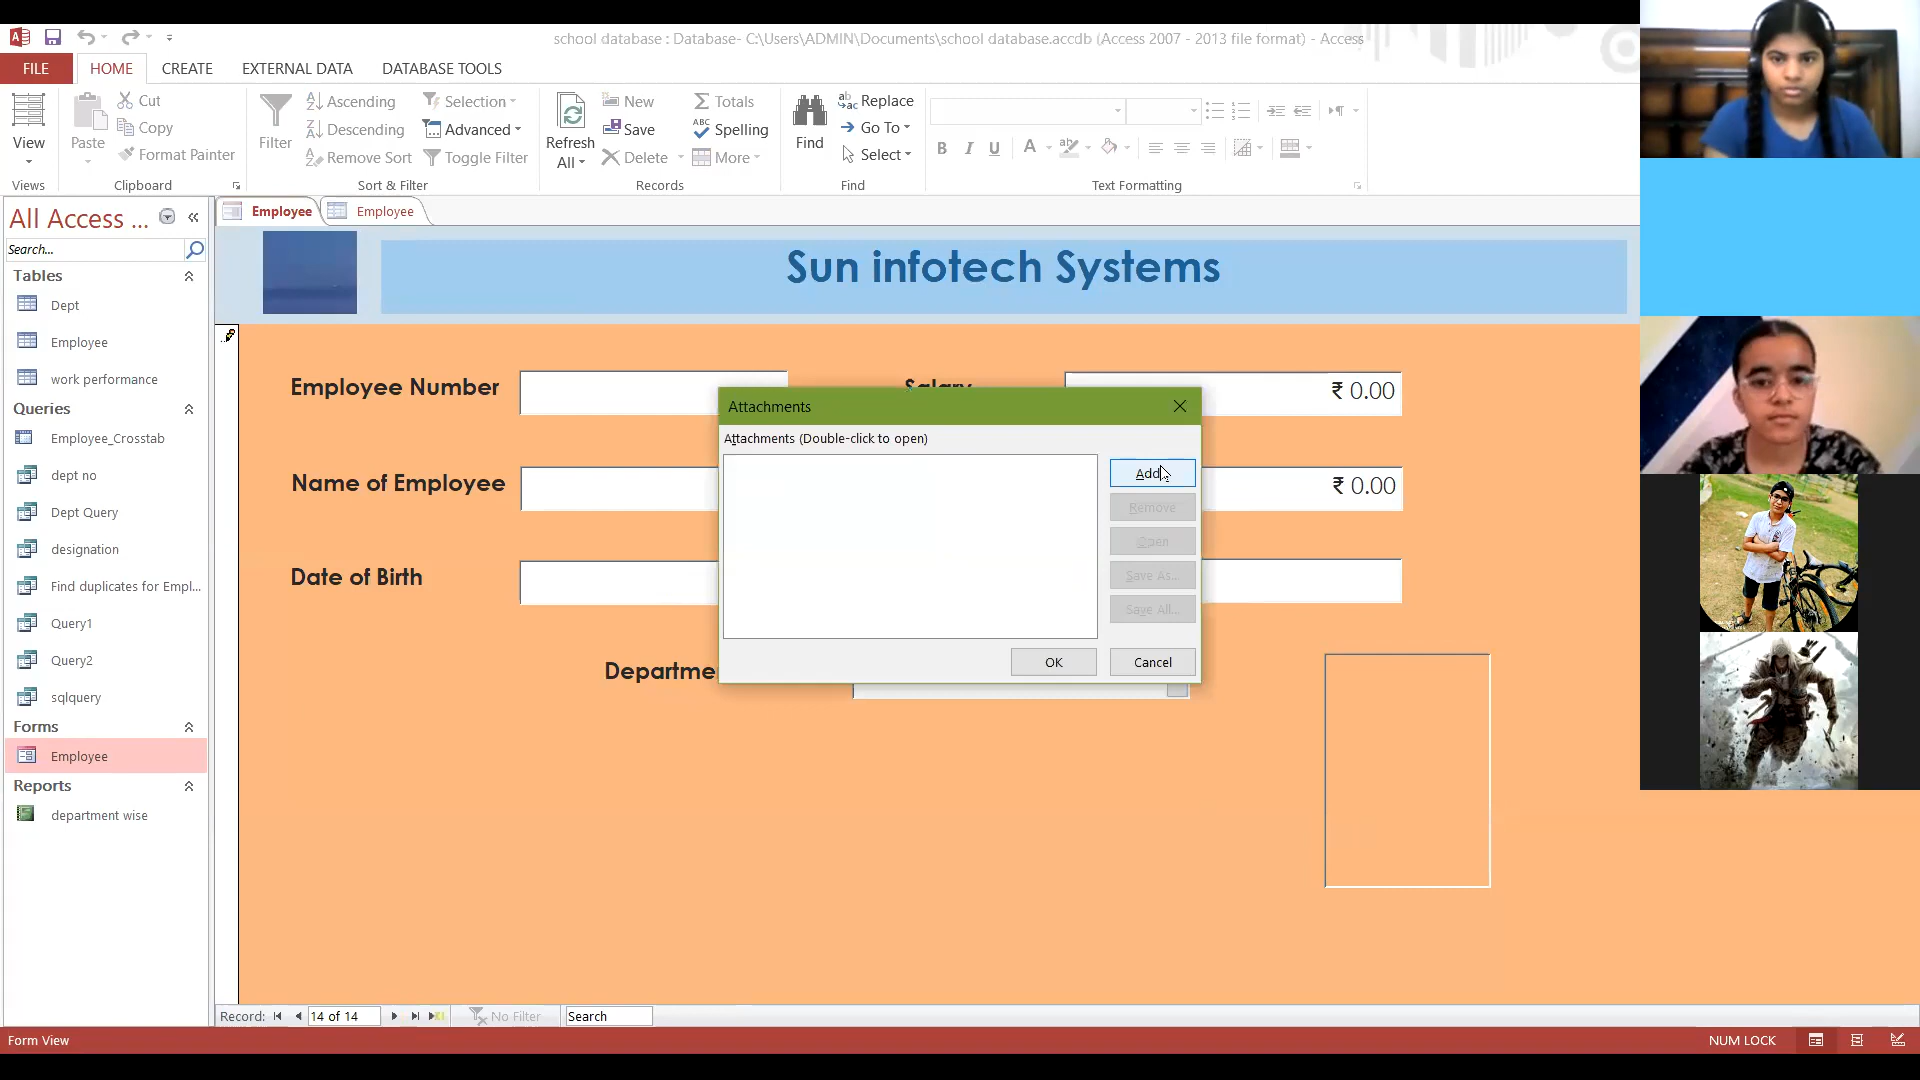 school database : Database- C:\Users\ADMIN\Documents\school database.accdb (Access 2007 - 2013 file format) - Access
FILE HOME CREATE EXTERNAL DATA DATABASE TOOLS
View
Views
Paste
Cut
Copy
Format Painter
Clipboard
Filter
Ascending
Descending
Remove Sort
Selection
Advanced
Toggle Filter
Sort & Filter
Refresh
All
New
Save
Delete
Totals
Spelling
More
Records
Find
Replace
Go To
Select
Find
B I U
Text Formatting
All Access ...
Search...
Tables
Dept
Employee
work performance
Queries
Employee_Crosstab
dept no
Dept Query
designation
Find duplicates for Empl...
Query1
Query2
sqlquery
Forms
Employee
Reports
department wise
Employee Employee
Sun infotech Systems
Employee Number
Salary
₹ 0.00
Name of Employee
₹ 0.00
Date of Birth
Departme
Attachments
Attachments (Double-click to open)
Add
Remove
Open
Save As...
Save All...
OK Cancel
Record: 14 of 14 No Filter Search
Form View NUM LOCK